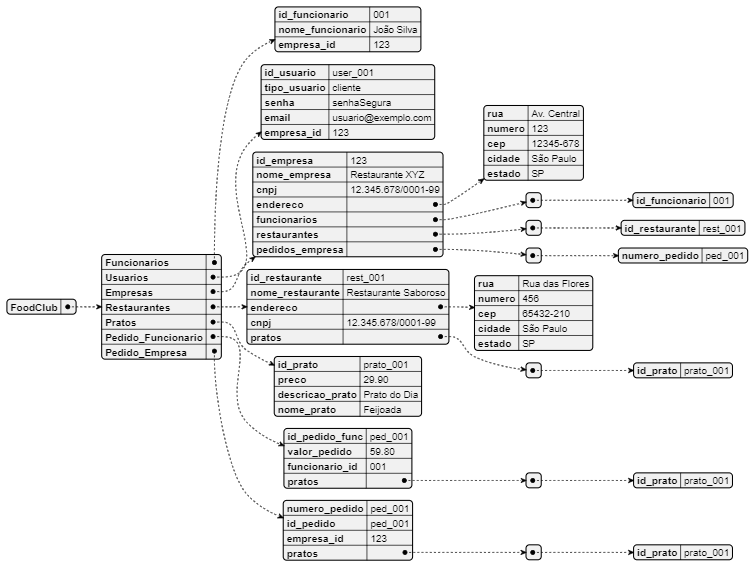 id_funcionario 001
nome_funcionario João Silva
empresa_id 123
id_usuario user_001
tipo_usuario cliente
senha senhaSegura
email usuario@exemplo.com
empresa_id 123
rua Av. Central
numero 123
cep 12345-678
cidade São Paulo
estado SP
id_empresa 123
nome_empresa Restaurante XYZ
cnpj 12.345.678/0001-99
endereco
funcionarios
restaurantes
pedidos_empresa
id_funcionario 001
id_restaurante rest_001
numero_pedido ped_001
FoodClub
Funcionarios
Usuarios
Empresas
Restaurantes
Pratos
Pedido_Funcionario
Pedido_Empresa
id_restaurante rest_001
nome_restaurante Restaurante Saboroso
endereco
cnpj 12.345.678/0001-99
pratos
rua Rua das Flores
numero 456
cep 65432-210
cidade São Paulo
estado SP
id_prato prato_001
id_prato prato_001
preco 29.90
descricao_prato Prato do Dia
nome_prato Feijoada
id_pedido_func ped_001
valor_pedido 59.80
funcionario_id 001
pratos
id_prato prato_001
numero_pedido ped_001
id_pedido ped_001
empresa_id 123
pratos
id_prato prato_001